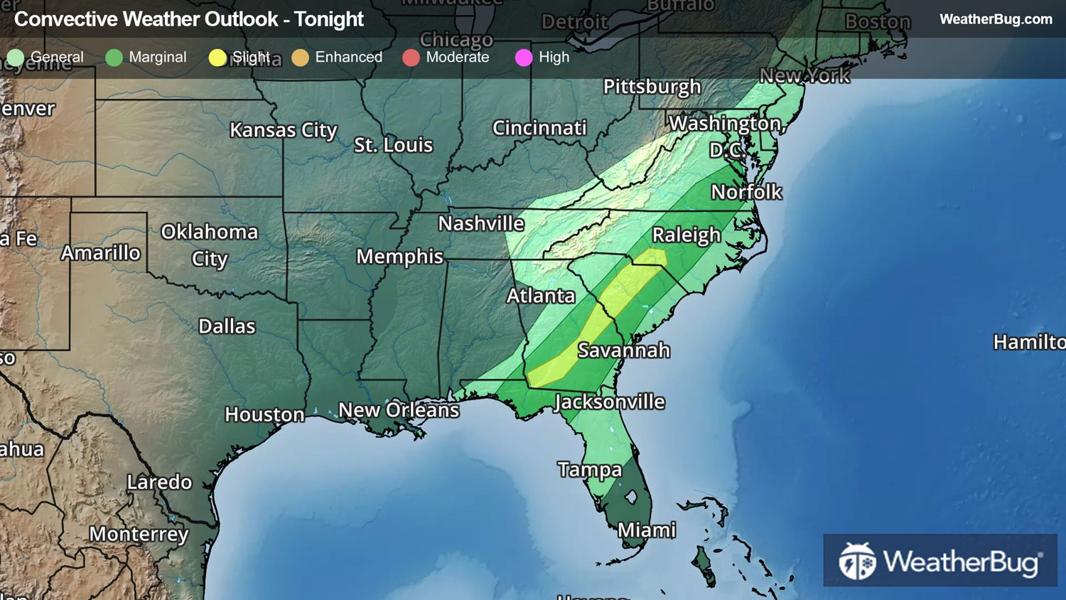 Convective Weather Outlook - Tonight
WeatherBug.com
General
Marginal
Slight
Enhanced
Moderate
High
Milwaukee
Detroit
Buffalo
Boston
Chicago
New York
Pittsburgh
enver
Kansas City
St. Louis
Cincinnati
Washington,
D.C.
Norfolk
Nashville
Raleigh
a Fe
Amarillo
Oklahoma
City
Memphis
Atlanta
Dallas
Savannah
Hamilto
so
Houston
New Orleans
Jacksonville
ahua
Laredo
Tampa
Monterrey
Miami
WeatherBug®